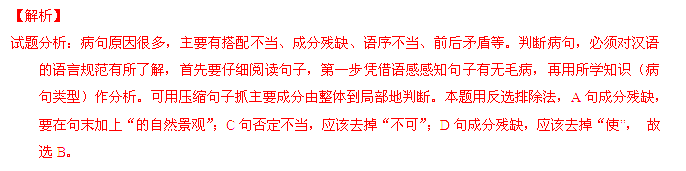 【解析】
试题分析：病句原因很多，主要有搭配不当、成分残缺、语序不当、前后矛盾等。判断病句，必须对汉语
的语言规范有所了解，首先要仔细阅读句子，第一步凭借语感感知句子有无毛病，再用所学知识（病
句类型）作分析。可用压缩句子抓主要成分由整体到局部地判断。本题用反选排除法，A 句成分残缺，
要在句末加上“的自然景观”；C 句否定不当，应该去掉“不可”；D 句成分残缺，应该去掉“使”， 故
选 B。